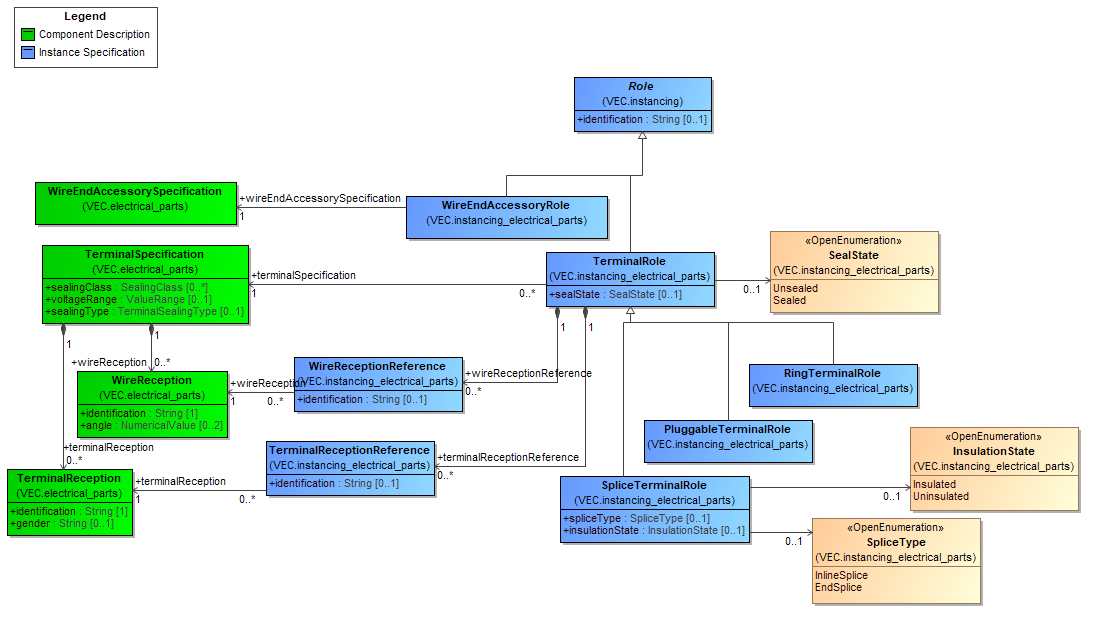 Legend
Component Description
Instance Specification
Role
(VEC.instancing)
+identification : String [0..1]
WireEndAccessorySpecification
(VEC.electrical_parts)
+wireEndAccessorySpecification
1
WireEndAccessoryRole
(VEC.instancing_electrical_parts)
TerminalSpecification
(VEC.electrical_parts)
+sealingClass : SealingClass [0..*]
+voltageRange : ValueRange [0..1]
+sealingType : TerminalSealingType [0..1]
+terminalSpecification
1
0..*
TerminalRole
(VEC.instancing_electrical_parts)
+sealState : SealState [0..1]
0..1
«OpenEnumeration»
SealState
(VEC.instancing_electrical_parts)
Unsealed
Sealed
1
1
1
1
+wireReception
0..*
WireReception
(VEC.electrical_parts)
+identification : String [1]
+angle : NumericalValue [0..2]
+wireReception
1
0..*
WireReceptionReference
(VEC.instancing_electrical_parts)
+identification : String [0..1]
+wireReceptionReference
0..*
RingTerminalRole
(VEC.instancing_electrical_parts)
PluggableTerminalRole
(VEC.instancing_electrical_parts)
+terminalReception
0..*
TerminalReception
(VEC.electrical_parts)
+identification : String [1]
+gender : String [0..1]
+terminalReception
1
0..*
TerminalReceptionReference
(VEC.instancing_electrical_parts)
+identification : String [0..1]
+terminalReceptionReference
0..*
SpliceTerminalRole
(VEC.instancing_electrical_parts)
+spliceType : SpliceType [0..1]
+insulationState : InsulationState [0..1]
0..1
«OpenEnumeration»
InsulationState
(VEC.instancing_electrical_parts)
Insulated
Uninsulated
0..1
«OpenEnumeration»
SpliceType
(VEC.instancing_electrical_parts)
InlineSplice
EndSplice